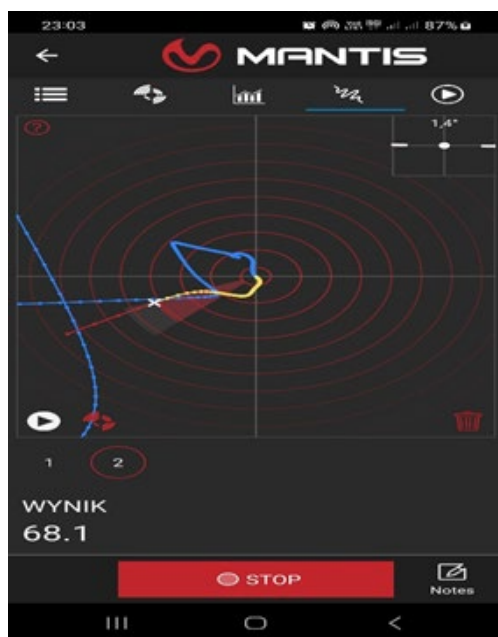 23:03
87%
MANTIS
?
1,4°
1 2
WYNIK
68.1
STOP
Notes